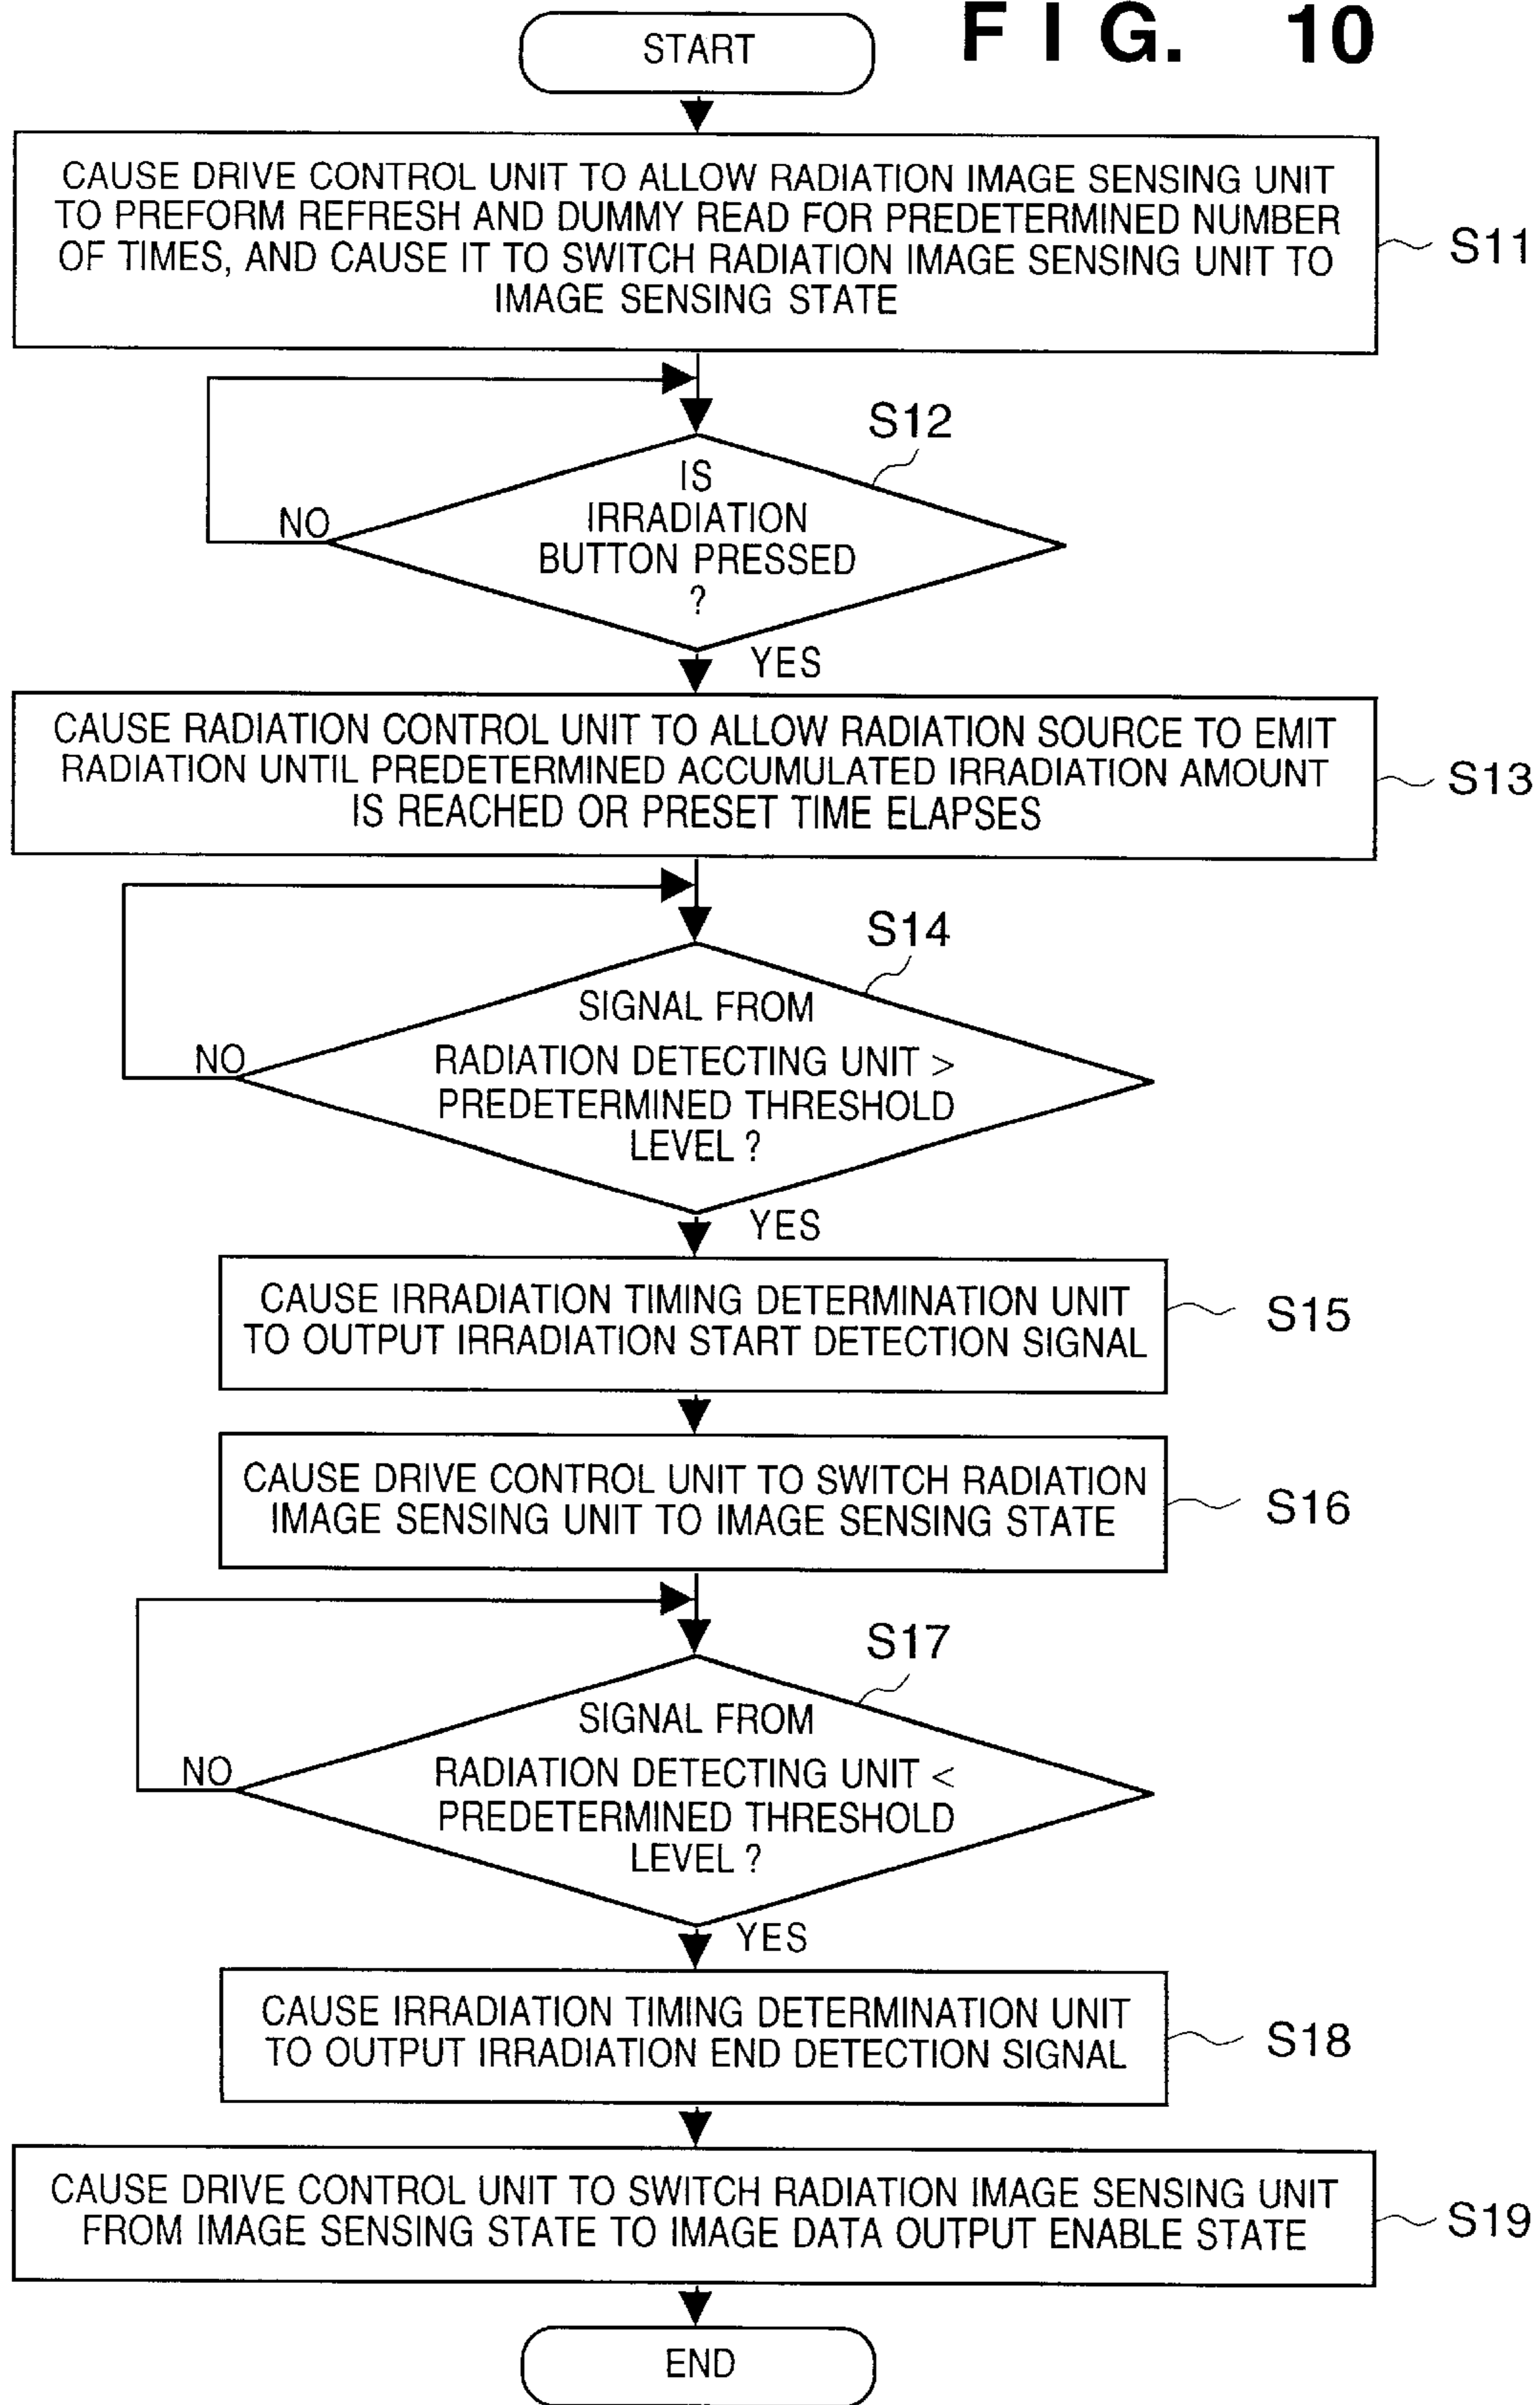 FIG. 10
START
CAUSE DRIVE CONTROL UNIT TO ALLOW RADIATION IMAGE SENSING UNIT
TO PREFORM REFRESH AND DUMMY READ FOR PREDETERMINED NUMBER
OF TIMES, AND CAUSE IT TO SWITCH RADIATION IMAGE SENSING UNIT TO
IMAGE SENSING STATE
S11
S12
IS
IRRADIATION
BUTTON PRESSED
?
NO
YES
CAUSE RADIATION CONTROL UNIT TO ALLOW RADIATION SOURCE TO EMIT
RADIATION UNTIL PREDETERMINED ACCUMULATED IRRADIATION AMOUNT
IS REACHED OR PRESET TIME ELAPSES
S13
S14
SIGNAL FROM
RADIATION DETECTING UNIT >
PREDETERMINED THRESHOLD
LEVEL ?
NO
YES
CAUSE IRRADIATION TIMING DETERMINATION UNIT
TO OUTPUT IRRADIATION START DETECTION SIGNAL
S15
CAUSE DRIVE CONTROL UNIT TO SWITCH RADIATION
IMAGE SENSING UNIT TO IMAGE SENSING STATE
S16
S17
SIGNAL FROM
RADIATION DETECTING UNIT <
PREDETERMINED THRESHOLD
LEVEL ?
NO
YES
CAUSE IRRADIATION TIMING DETERMINATION UNIT
TO OUTPUT IRRADIATION END DETECTION SIGNAL
S18
CAUSE DRIVE CONTROL UNIT TO SWITCH RADIATION IMAGE SENSING UNIT
FROM IMAGE SENSING STATE TO IMAGE DATA OUTPUT ENABLE STATE
S19
END